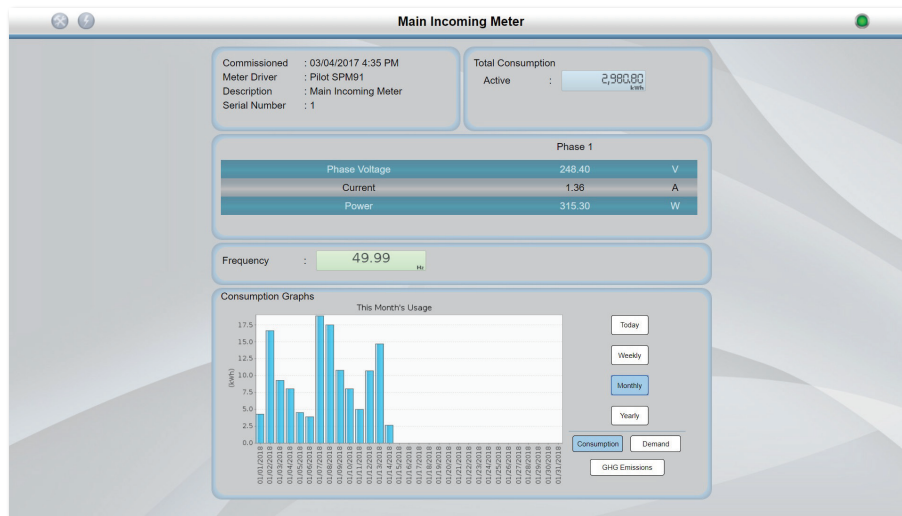 Main Incoming Meter
Commissioned : 03/04/2017 4:35 PM
Meter Driver : Pilot SPM91
Description : Main Incoming Meter
Serial Number : 1
Total Consumption
Active : 2,980.80
kWh
Phase 1
Phase Voltage 248.40 V
Current 1.36 A
Power 315.30 W
Frequency : 49.99
Hz
Consumption Graphs
This Month's Usage
(kWh)
17.5
15.0
12.5
10.0
7.5
5.0
2.5
0.0
01/01/2018
01/02/2018
01/03/2018
01/04/2018
01/05/2018
01/06/2018
01/07/2018
01/08/2018
01/09/2018
01/10/2018
01/11/2018
01/12/2018
01/13/2018
01/14/2018
01/15/2018
01/16/2018
01/17/2018
01/18/2018
01/19/2018
01/20/2018
01/21/2018
01/22/2018
01/23/2018
01/24/2018
01/25/2018
01/26/2018
01/27/2018
01/28/2018
01/29/2018
01/30/2018
01/31/2018
Today
Weekly
Monthly
Yearly
Consumption Demand
GHG Emissions